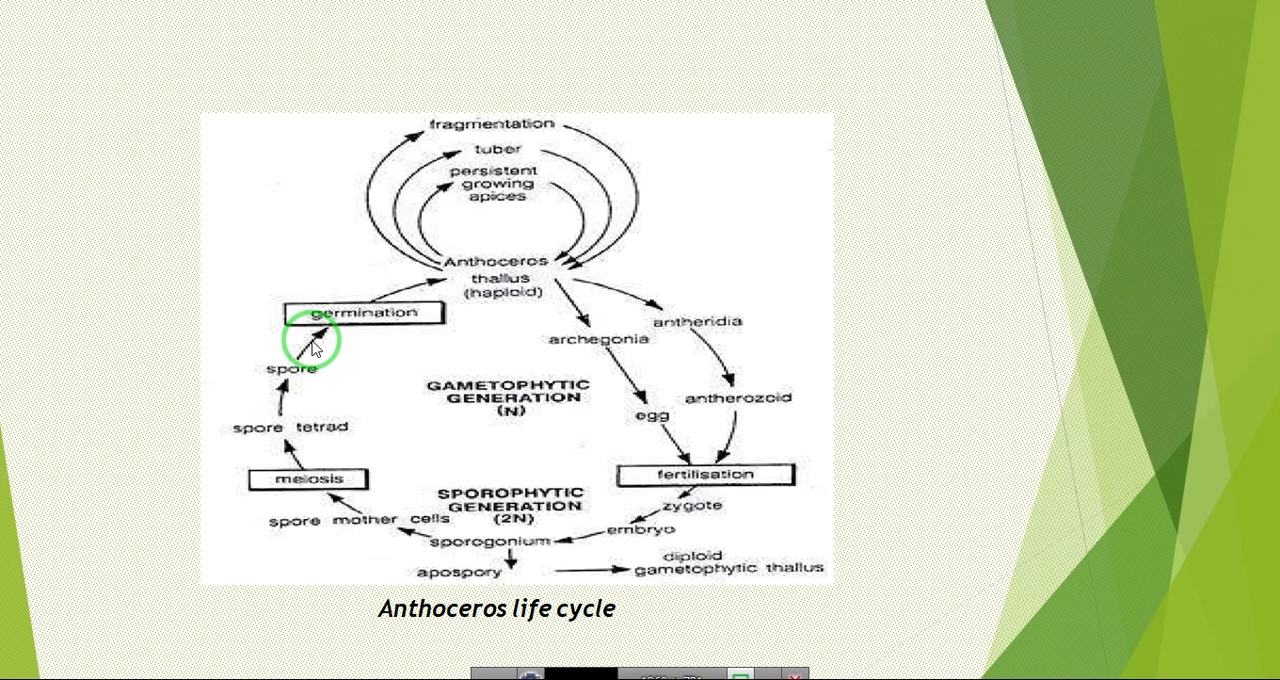 fragmentation
tuber
persistent
growing
apices
Anthoceros
thallus
(haploid)
germination
antheridia
archegonia
spore
GAMETOPHYTIC
GENERATION
(N)
antherozoid
egg
spore tetrad
meiosis
fertilisation
SPOROPHYTIC
GENERATION
(2N)
zygote
spore mother cells
embryo
sporogonium
apospory
diploid
gametophytic thallus
Anthoceros life cycle